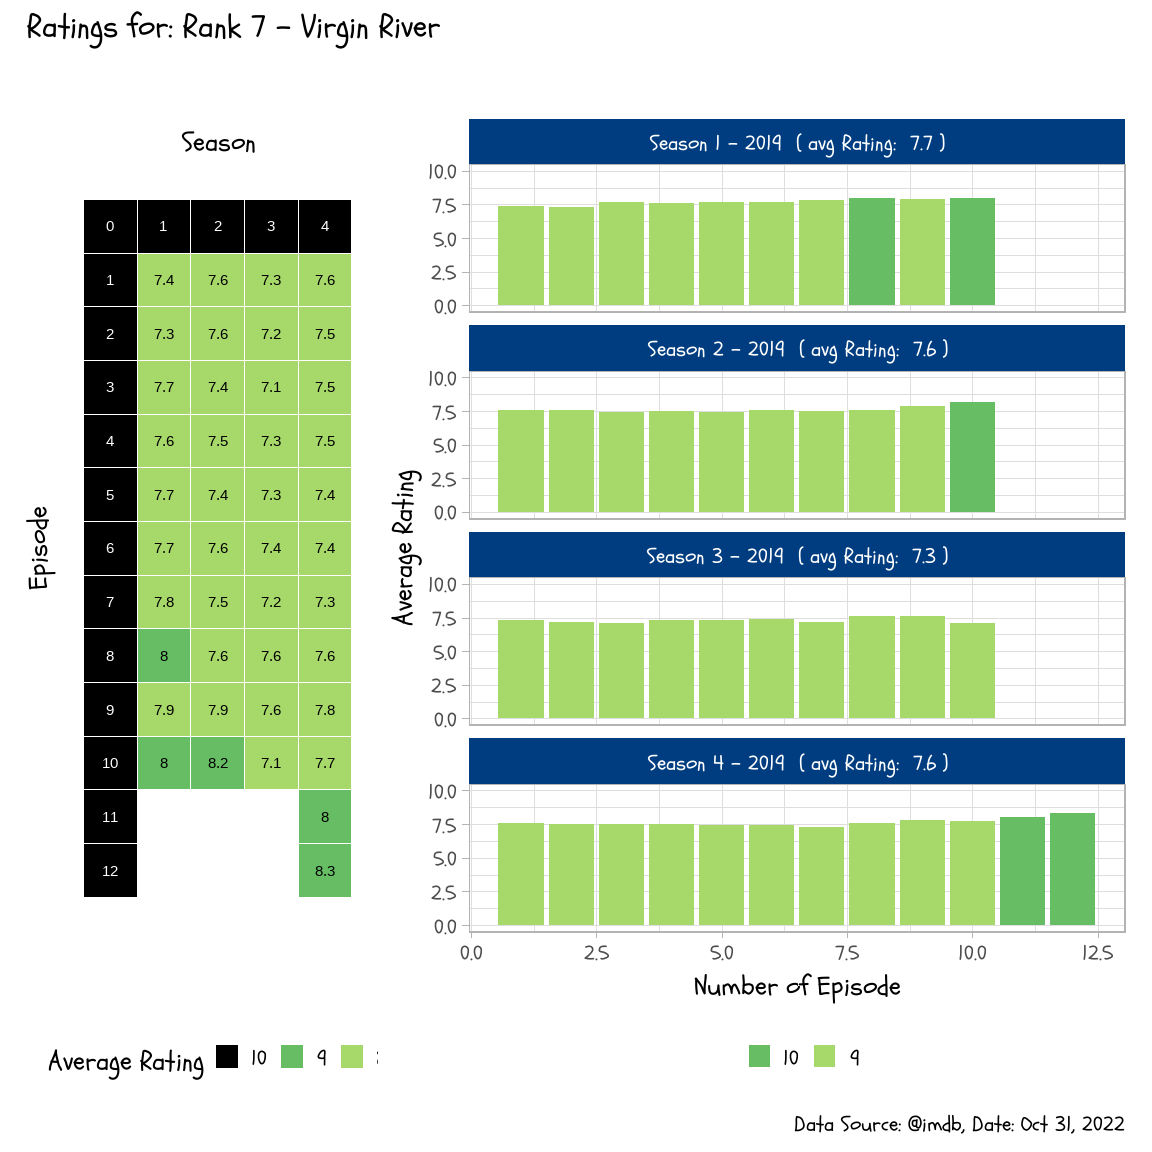 Ratings for: Rank 7 - Virgin River
Season
0 1 2 3 4
1 7.4 7.6 7.3 7.6
2 7.3 7.6 7.2 7.5
3 7.7 7.4 7.1 7.5
4 7.6 7.5 7.3 7.5
5 7.7 7.4 7.3 7.4
6 7.7 7.6 7.4 7.4
7 7.8 7.5 7.2 7.3
8 8 7.6 7.6 7.6
9 7.9 7.9 7.6 7.8
10 8 8.2 7.1 7.7
11 8
12 8.3
Episode
Average Rating 10 9
Season 1 - 2019 ( avg Rating: 7.7 )
10.0
7.5
5.0
2.5
0.0
Season 2 - 2019 ( avg Rating: 7.6 )
10.0
7.5
5.0
2.5
0.0
Season 3 - 2019 ( avg Rating: 7.3 )
10.0
7.5
5.0
2.5
0.0
Season 4 - 2019 ( avg Rating: 7.6 )
10.0
7.5
5.0
2.5
0.0
0.0 2.5 5.0 7.5 10.0 12.5
Average Rating
Number of Episode
10 9
Data Source: @imdb, Date: Oct 31, 2022